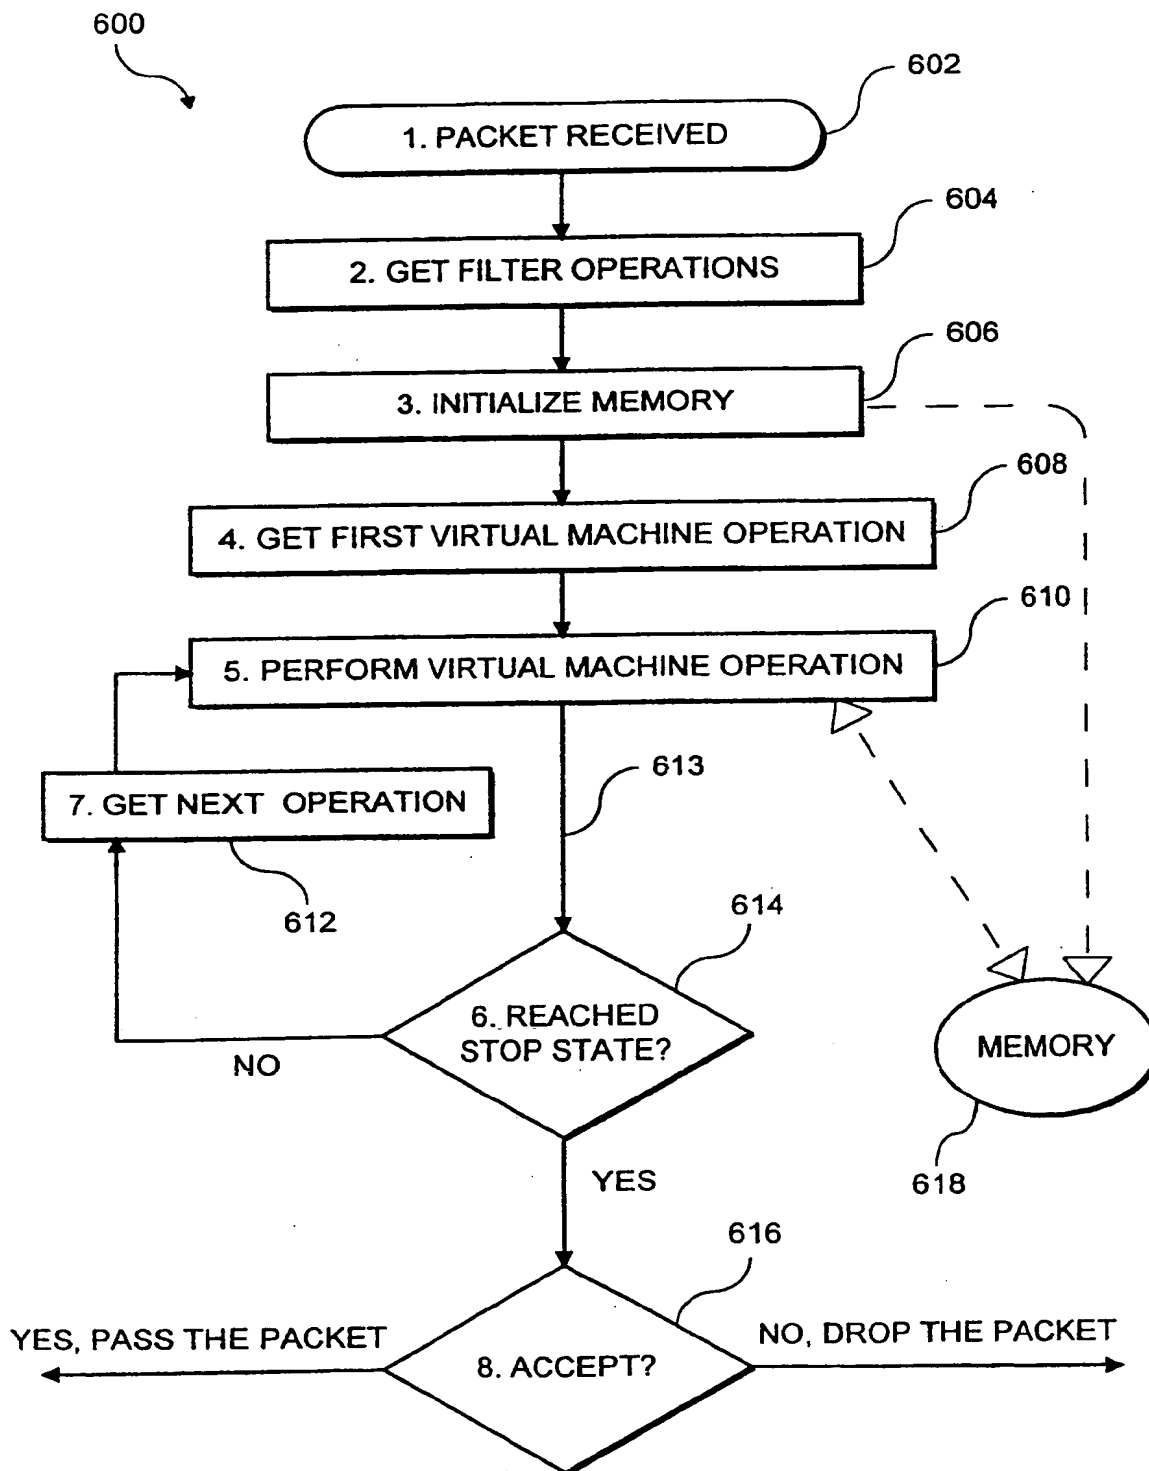 600
602
1. PACKET RECEIVED
604
2. GET FILTER OPERATIONS
606
3. INITIALIZE MEMORY
608
4. GET FIRST VIRTUAL MACHINE OPERATION
610
5. PERFORM VIRTUAL MACHINE OPERATION
613
7. GET NEXT OPERATION
612
614
6. REACHED
STOP STATE?
NO
MEMORY
618
YES
616
YES, PASS THE PACKET
NO, DROP THE PACKET
8. ACCEPT?